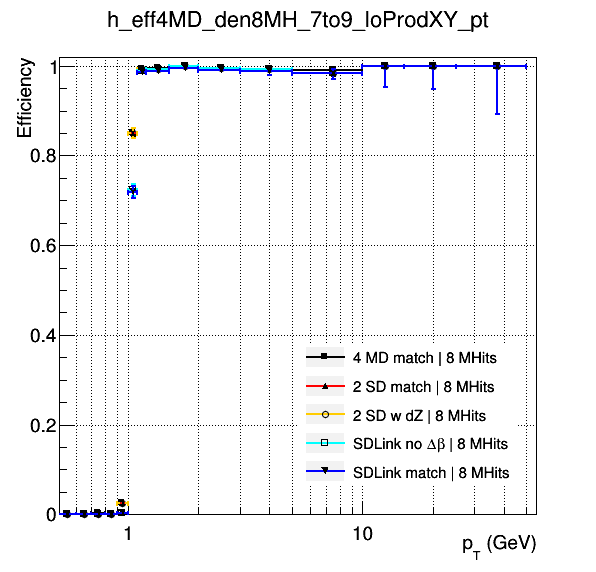 h_eff4MD_den8MH_7to9_loProdXY_pt
Efficiency
1
0.8
0.6
0.4
0.2
0
4 MD match | 8 MHits
2 SD match | 8 MHits
2 SD w dZ | 8 MHits
SDLink no Δβ | 8 MHits
SDLink match | 8 MHits
1
10
p_T (GeV)